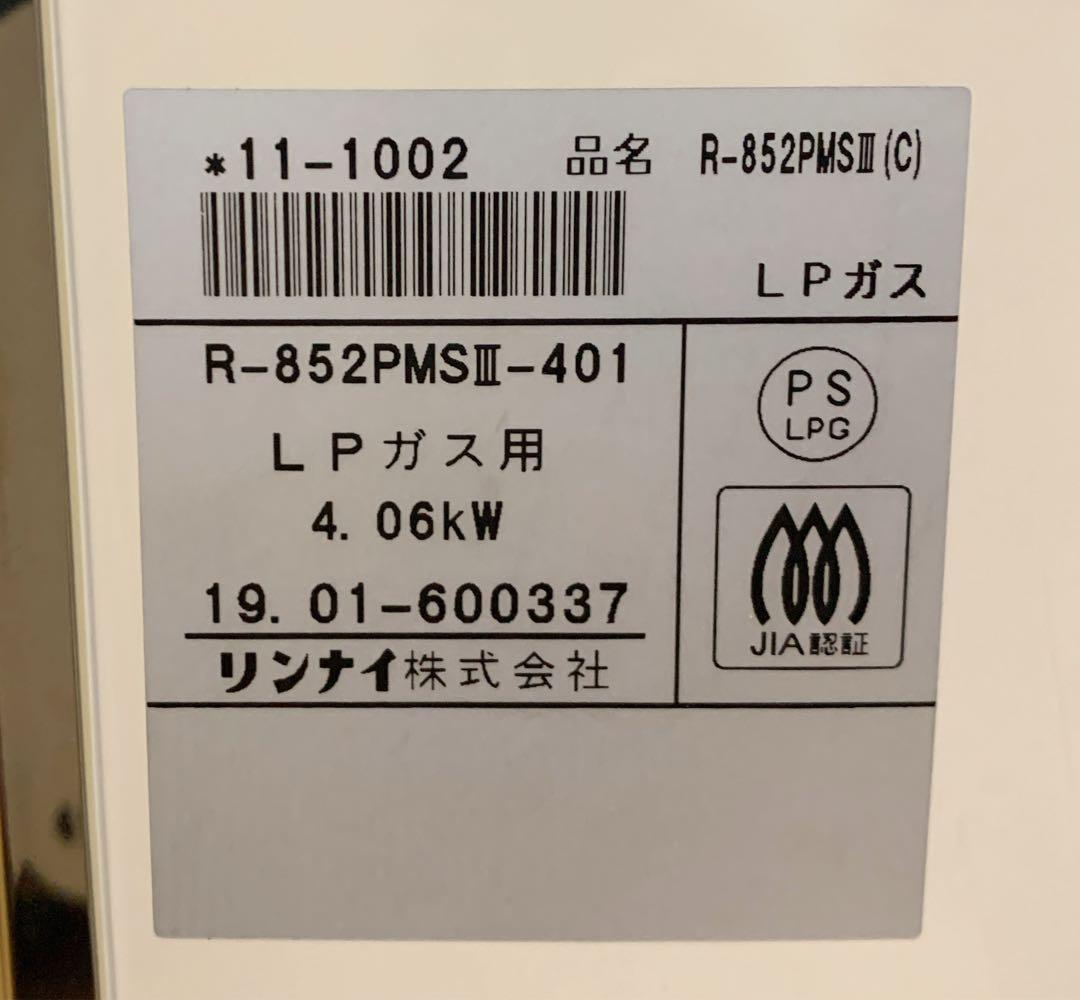 *11-1002 品名 R-852PMSⅢ(C)
LPガス
R-852PMSⅢ-401
LPガス用
4.06kW
19.01-600337
リンナイ株式会社
PS
LPG
JIA認証